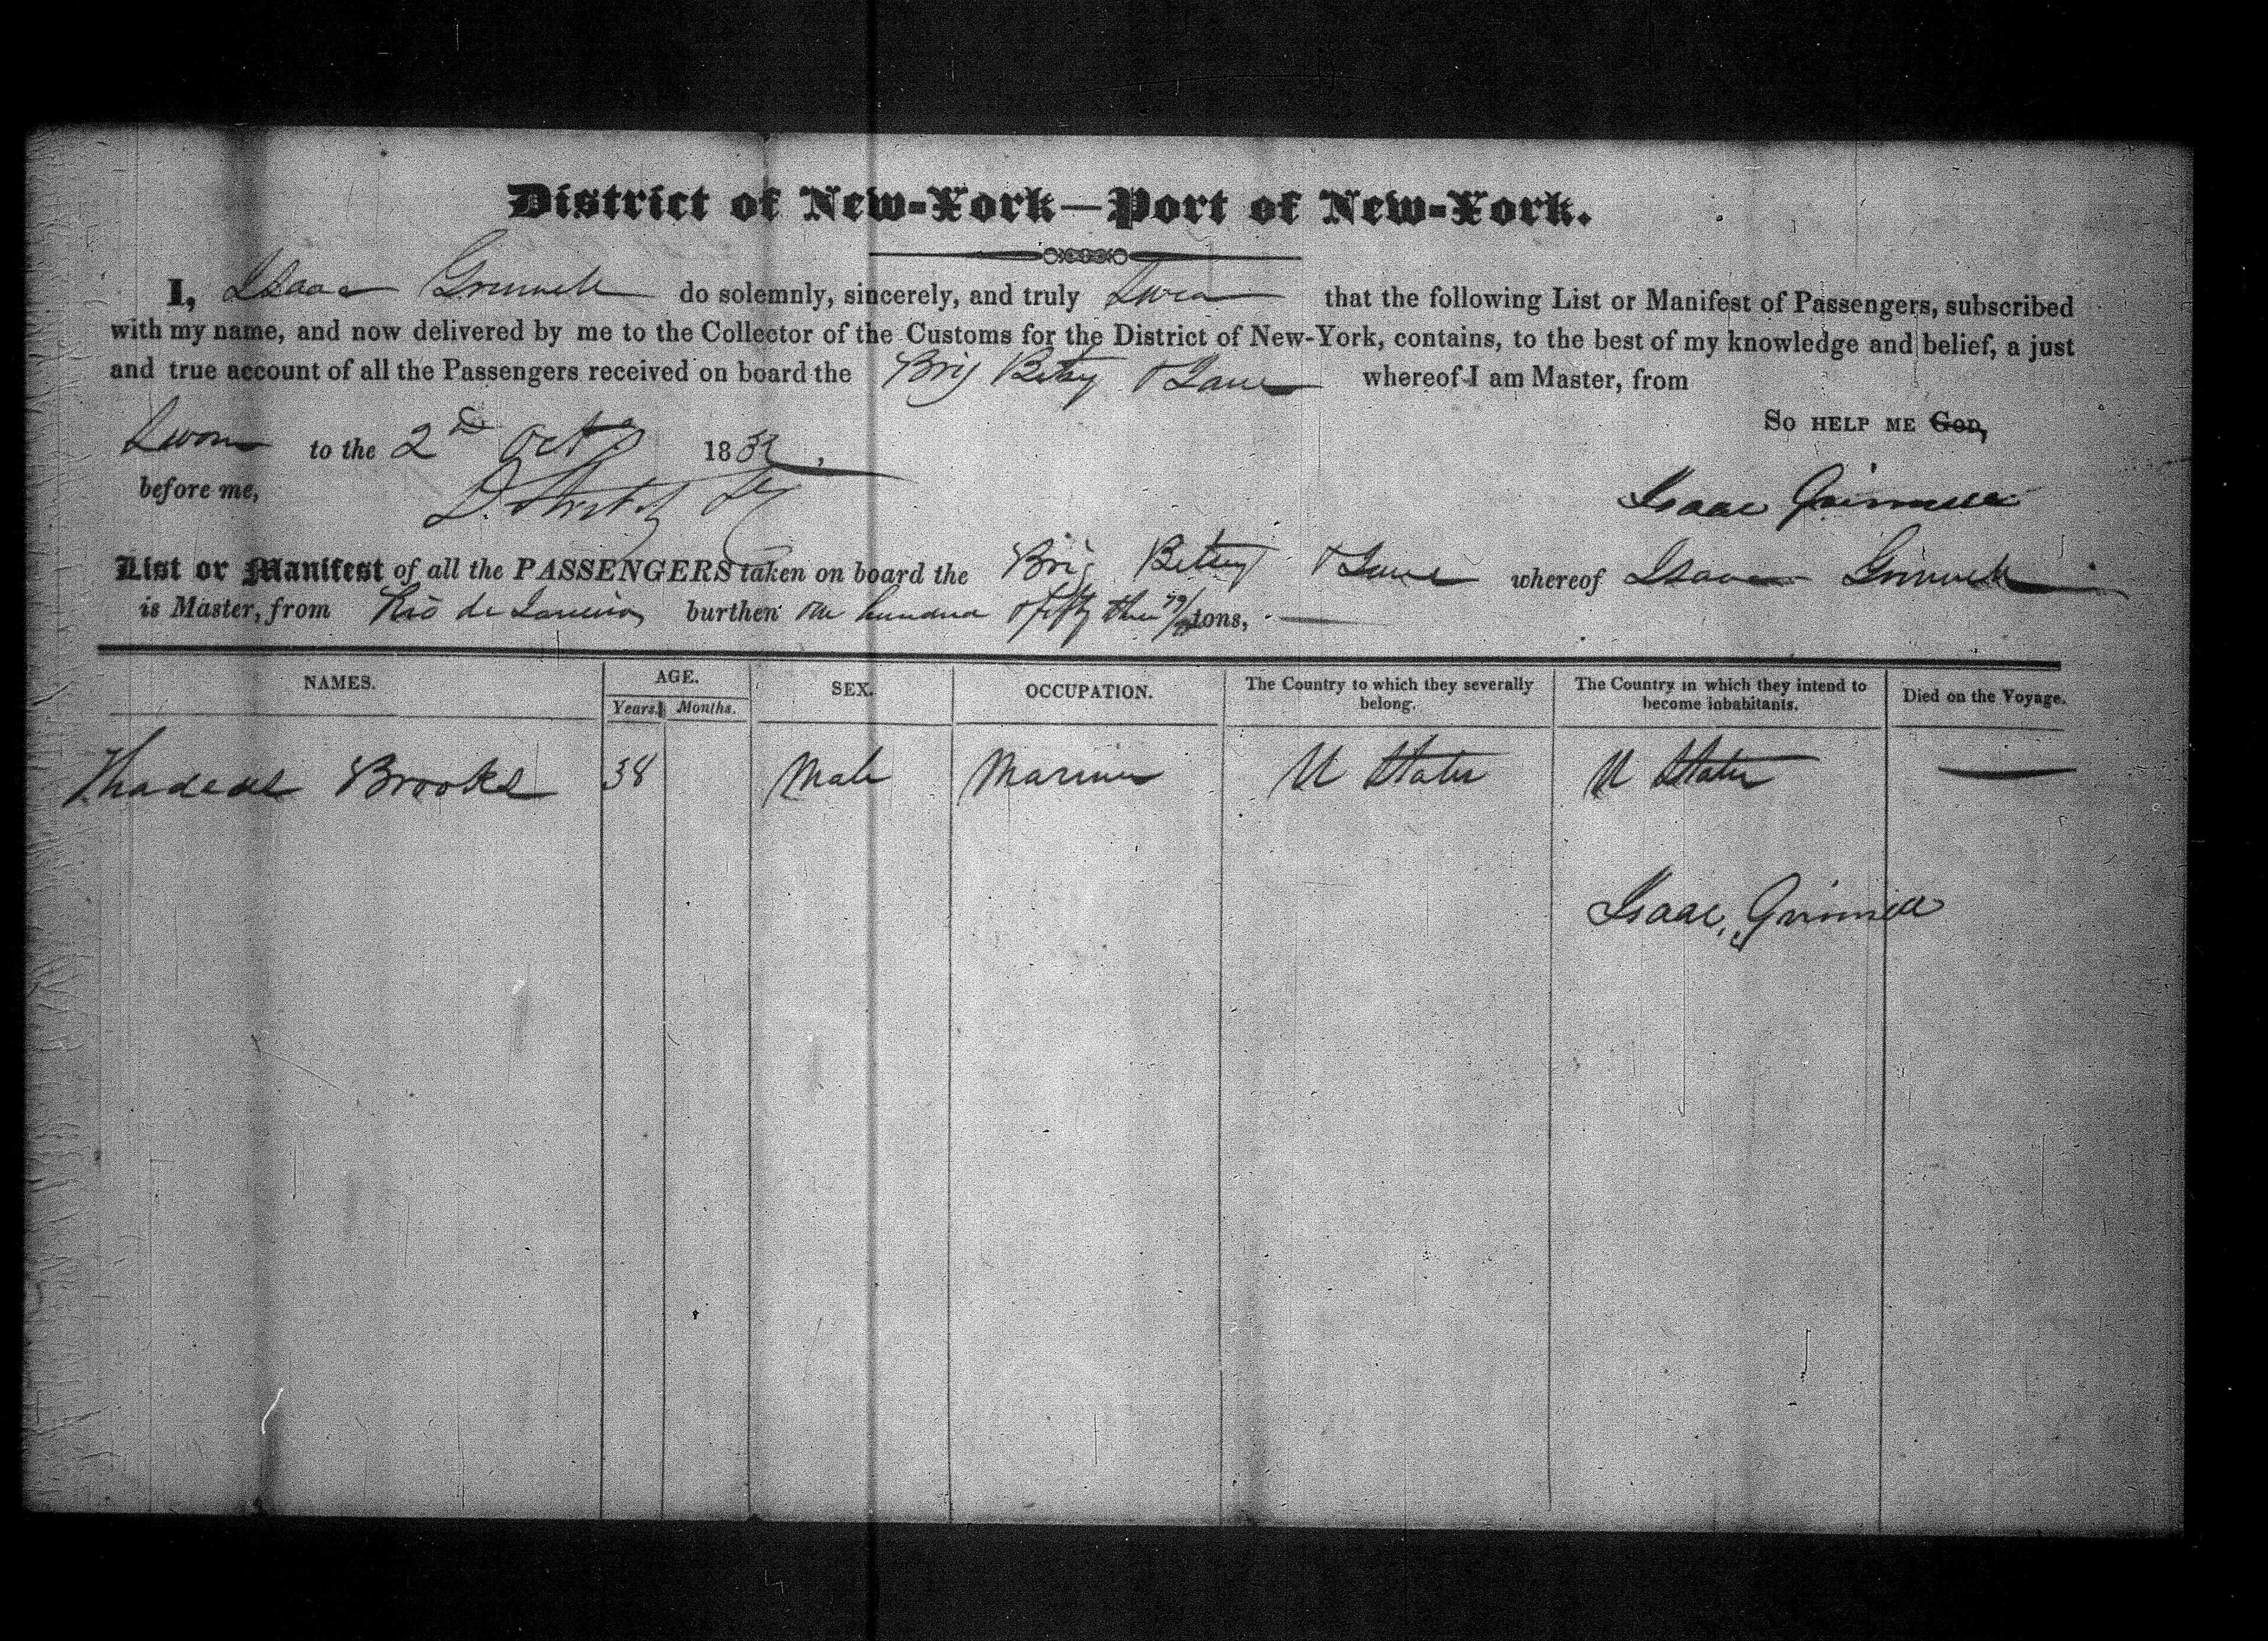 District of New-York—Port of New-York.
I, Isaac Grinnell do solemnly, sincerely, and truly Swear that the following List or Manifest of Passengers, subscribed
with my name, and now delivered by me to the Collector of the Customs for the District of New-York, contains, to the best of my knowledge and belief, a just
and true account of all the Passengers received on board the Brig Betsey & Jane whereof I am Master, from
So HELP ME God,
Sworn to the 2nd Oct 183
before me,
Isaac Grinnell
List or Manifest of all the PASSENGERS taken on board the Brig Betsey & Jane whereof Isaac Grinnell
is Master, from Rio de Janeiro burthen one hundred & fifty three tons,
NAMES. AGE. SEX. OCCUPATION. The Country to which they severally belong. The Country in which they intend to become inhabitants. Died on the Voyage.
Years. Months.
Thadeus Brooks 38 Male Mariner U States U States —
Isaac Grinnell